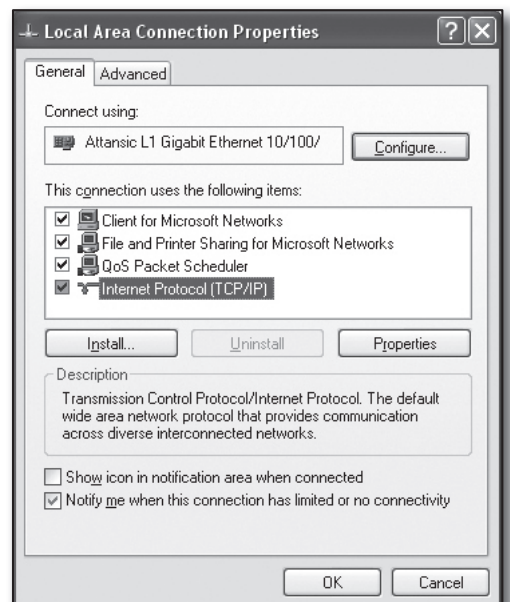 Local Area Connection Properties
General
Advanced
Connect using:
Attansic L1 Gigabit Ethernet 10/100/
Configure...
This connection uses the following items:
Client for Microsoft Networks
File and Printer Sharing for Microsoft Networks
QoS Packet Scheduler
Internet Protocol (TCP/IP)
Install...
Uninstall
Properties
Description
Transmission Control Protocol/Internet Protocol. The default
wide area network protocol that provides communication
across diverse interconnected networks.
Show icon in notification area when connected
Notify me when this connection has limited or no connectivity
OK
Cancel